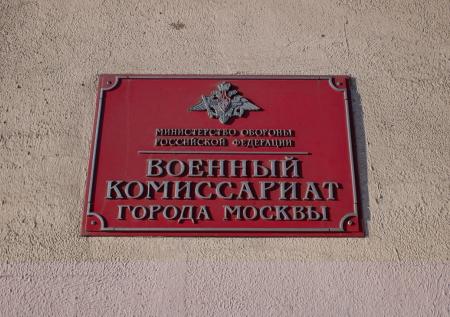 МИНИСТЕРСТВО ОБОРОНЫ
РОССИЙСКОЙ ФЕДЕРАЦИИ
ВОЕННЫЙ
КОМИССАРИАТ
ГОРОДА МОСКВЫ